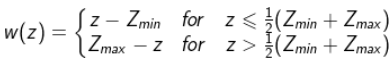 w(z) = { z − Z_min for z ⩽ ½(Z_min + Z_max)
Z_max − z for z > ½(Z_min + Z_max)